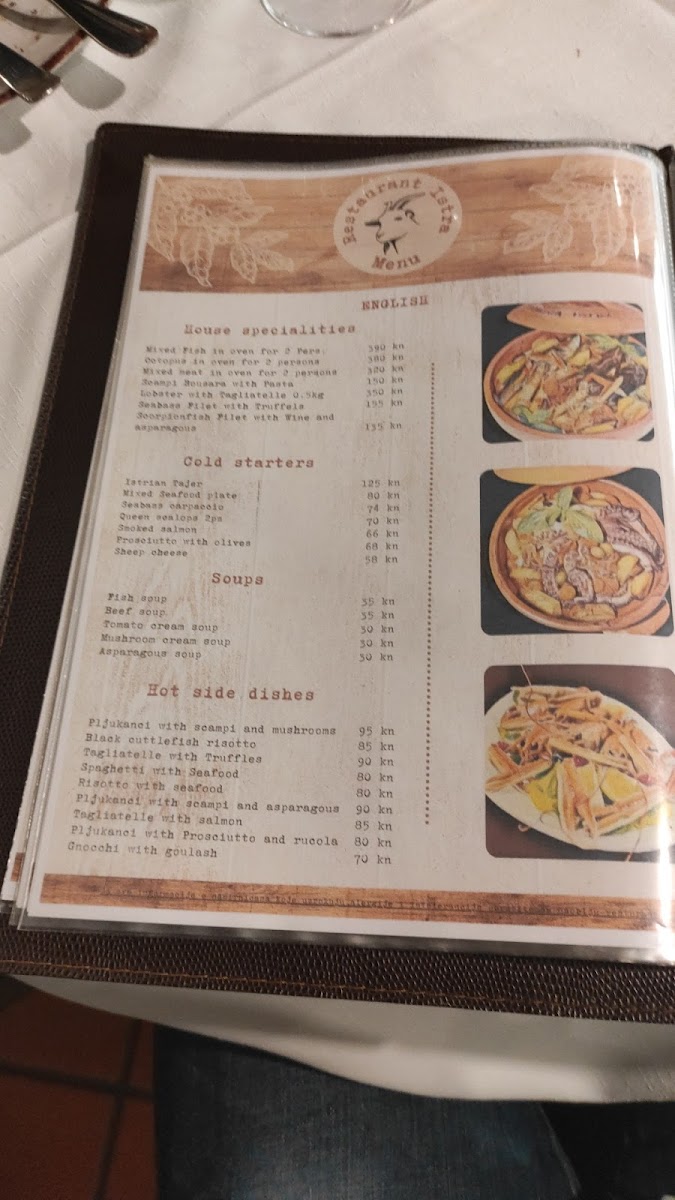 Restaurant Istra
Menu
ENGLISH
House specialities
Mixed Fish in oven for 2 Pers. 390 kn
Octopus in oven for 2 persons 380 kn
Mixed meat in oven for 2 persons 320 kn
Scampi Bousara with Pasta 150 kn
Lobster with Tagliatelle 0.5kg 350 kn
Seabass Filet with Truffels 155 kn
Scorpionfish Filet with Wine and
asparagous 135 kn
Cold starters
Istrian Tajer 125 kn
Mixed Seafood plate 80 kn
Seabass carpaccio 74 kn
Queen scalops 2ps 70 kn
Smoked salmon 66 kn
Prosciutto with olives 68 kn
Sheep cheese 58 kn
Soups
Fish soup 35 kn
Beef soup 35 kn
Tomato cream soup 30 kn
Mushroom cream soup 30 kn
Asparagous soup 30 kn
Hot side dishes
Pljukanci with scampi and mushrooms 95 kn
Black cuttlefish risotto 85 kn
Tagliatelle with Truffles 90 kn
Spaghetti with Seafood 80 kn
Risotto with seafood 80 kn
Pljukanci with scampi and asparagous 90 kn
Tagliatelle with salmon 85 kn
Pljukanci with Prosciutto and rucola 80 kn
Gnocchi with goulash 70 kn